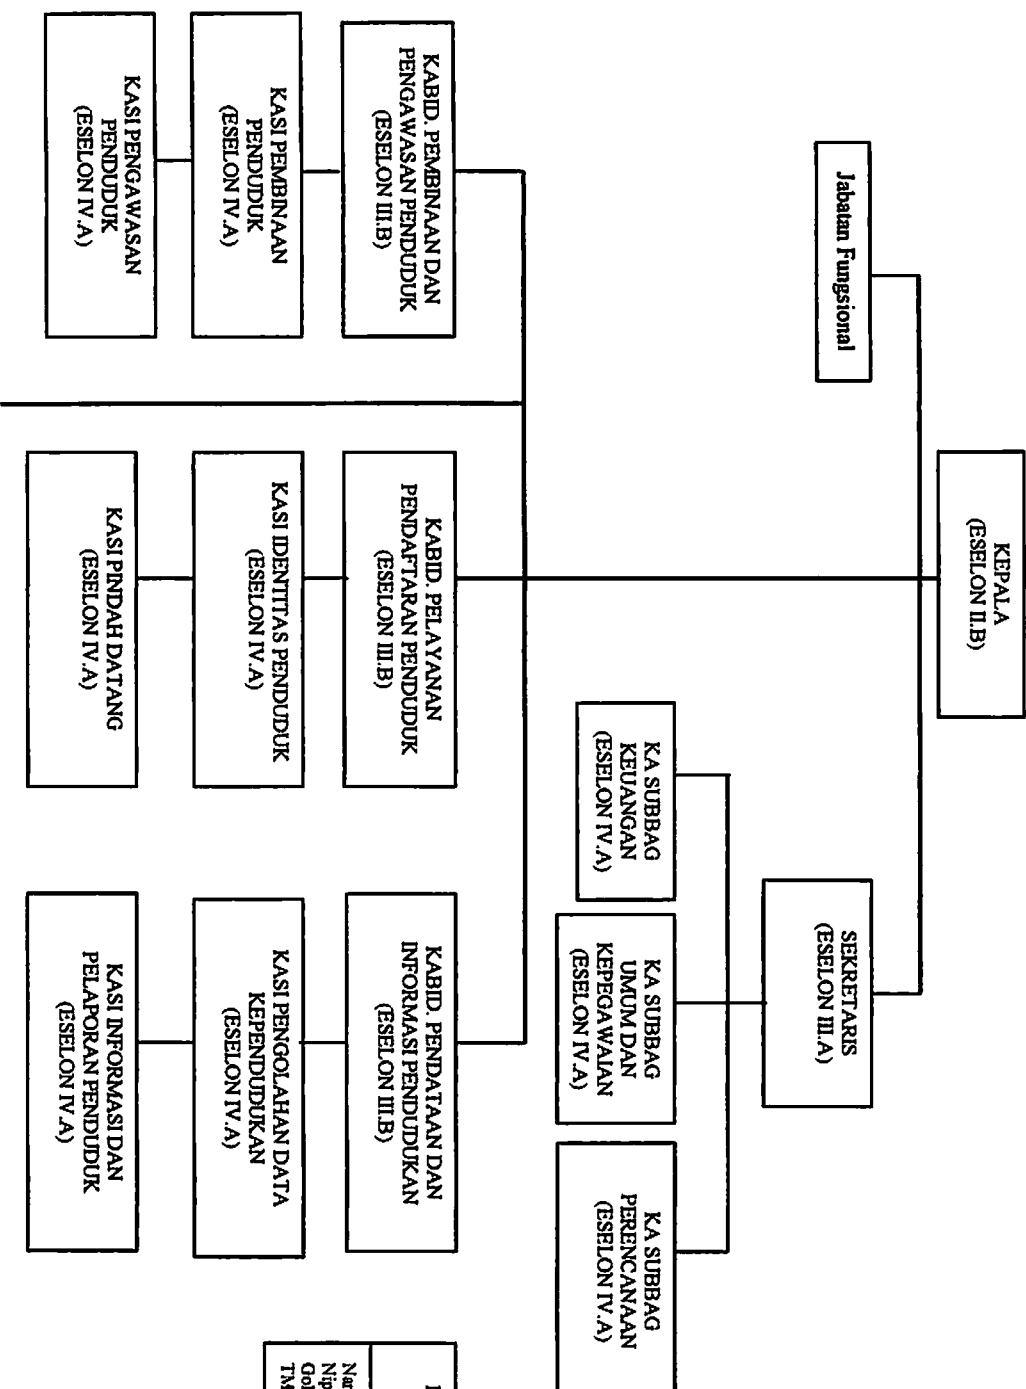 KEPALA
(ESELON II.B)
Jabatan Fungsional
SEKRETARIS
(ESELON III.A)
KA SUBBAG
KEUANGAN
(ESELON IV.A)
KA SUBBAG
UMUM DAN
KEPEGAWAIAN
(ESELON IV.A)
KA SUBBAG
PERENCANAAN
(ESELON IV.A)
KABID. PEMBINAAN DAN
PENGAWASAN PENDUDUK
(ESELON III.B)
KABID. PELAYANAN
PENDAFTARAN PENDUDUK
(ESELON III.B)
KABID. PENDATAAN DAN
INFORMASI PENDUDUKAN
(ESELON III.B)
KASI PEMBINAAN
PENDUDUK
(ESELON IV.A)
KASI IDENTITAS PENDUDUK
(ESELON IV.A)
KASI PENGOLAHAN DATA
KEPENDUDUKAN
(ESELON IV.A)
KASI PENGAWASAN
PENDUDUK
(ESELON IV.A)
KASI PINDAH DATANG
(ESELON IV.A)
KASI INFORMASI DAN
PELAPORAN PENDUDUK
(ESELON IV.A)
Nip